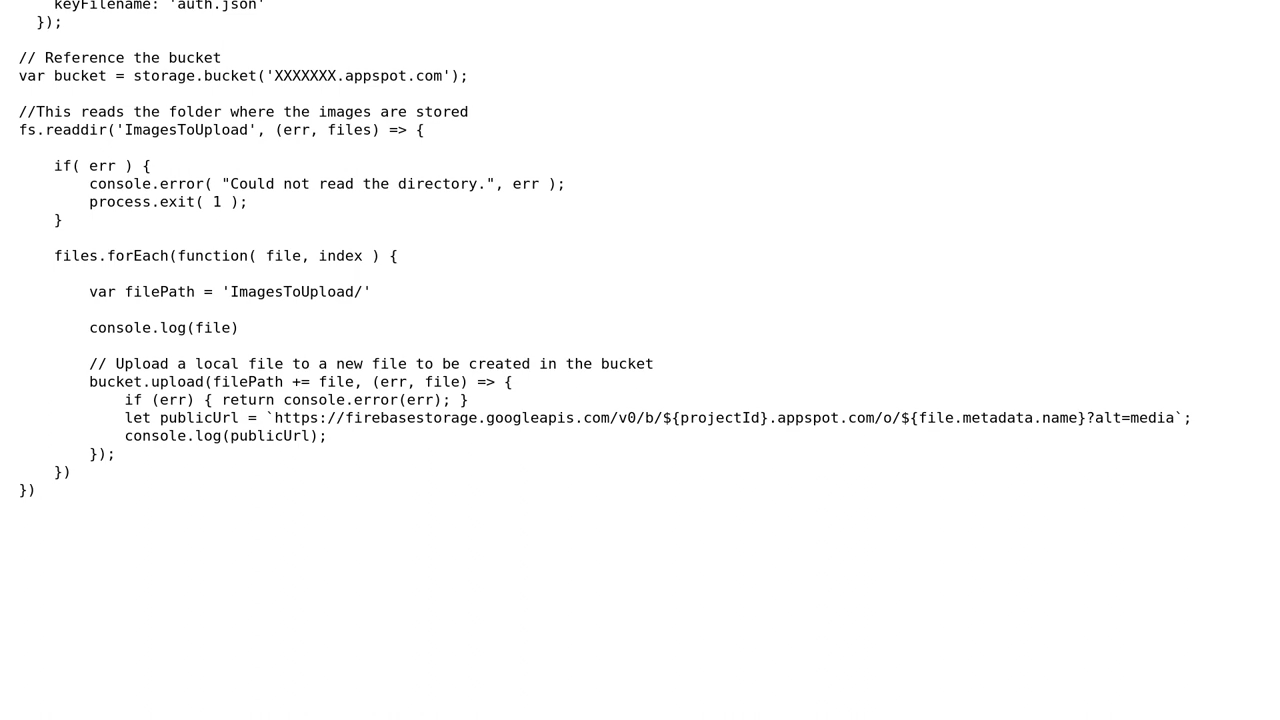 keyFilename: 'auth.json'
  });

// Reference the bucket
var bucket = storage.bucket('XXXXXXX.appspot.com');

//This reads the folder where the images are stored
fs.readdir('ImagesToUpload', (err, files) => {

    if( err ) {
        console.error( "Could not read the directory.", err );
        process.exit( 1 );
    }

    files.forEach(function( file, index ) {

        var filePath = 'ImagesToUpload/'

        console.log(file)

        // Upload a local file to a new file to be created in the bucket
        bucket.upload(filePath += file, (err, file) => {
            if (err) { return console.error(err); }
            let publicUrl = `https://firebasestorage.googleapis.com/v0/b/${projectId}.appspot.com/o/${file.metadata.name}?alt=media`;
            console.log(publicUrl);
        });
    })
})